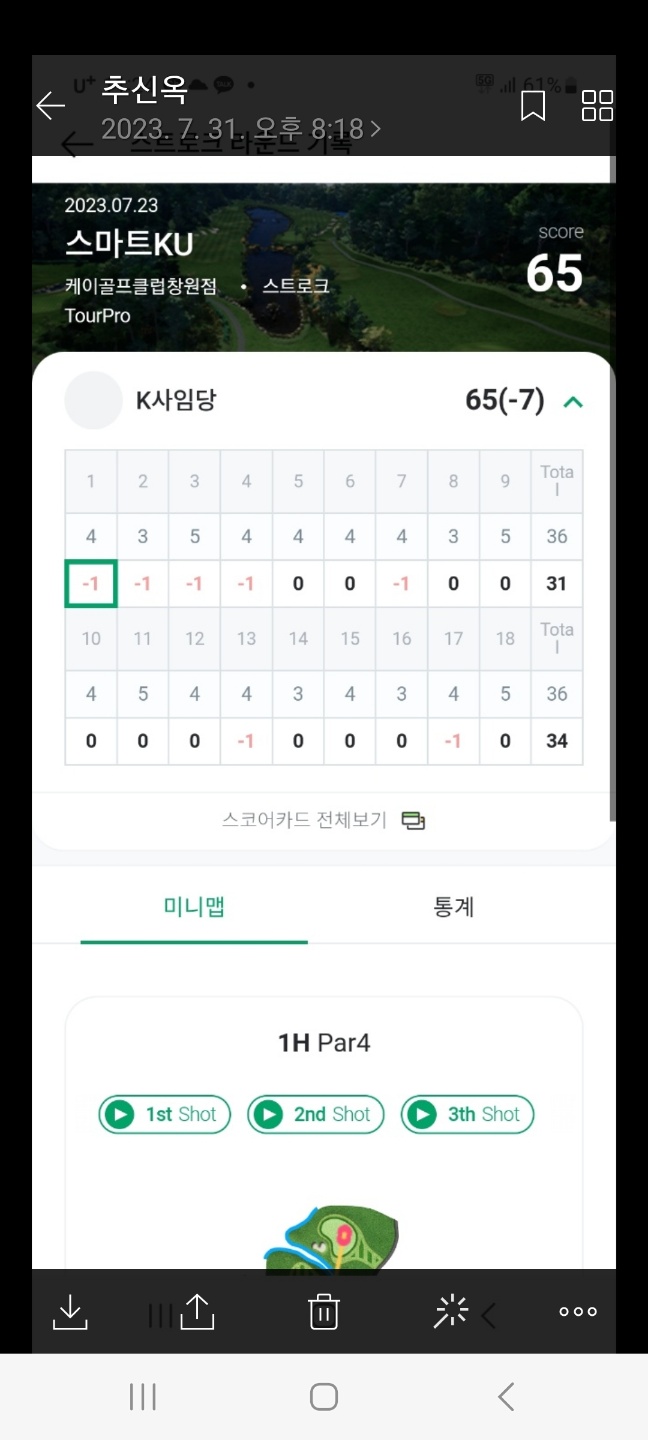 U+
61%
추신옥
2023. 7. 31. 오후 8:18 >
스트로크 라운드 기록
2023.07.23
스마트KU
score
65
케이골프클럽창원점 • 스트로크
TourPro
K사임당
65(-7)
1 2 3 4 5 6 7 8 9 Total
4 3 5 4 4 4 4 3 5 36
-1 -1 -1 -1 0 0 -1 0 0 31
10 11 12 13 14 15 16 17 18 Total
4 5 4 4 3 4 3 4 5 36
0 0 0 -1 0 0 0 -1 0 34
스코어카드 전체보기
미니맵 통계
1H Par4
1st Shot 2nd Shot 3th Shot